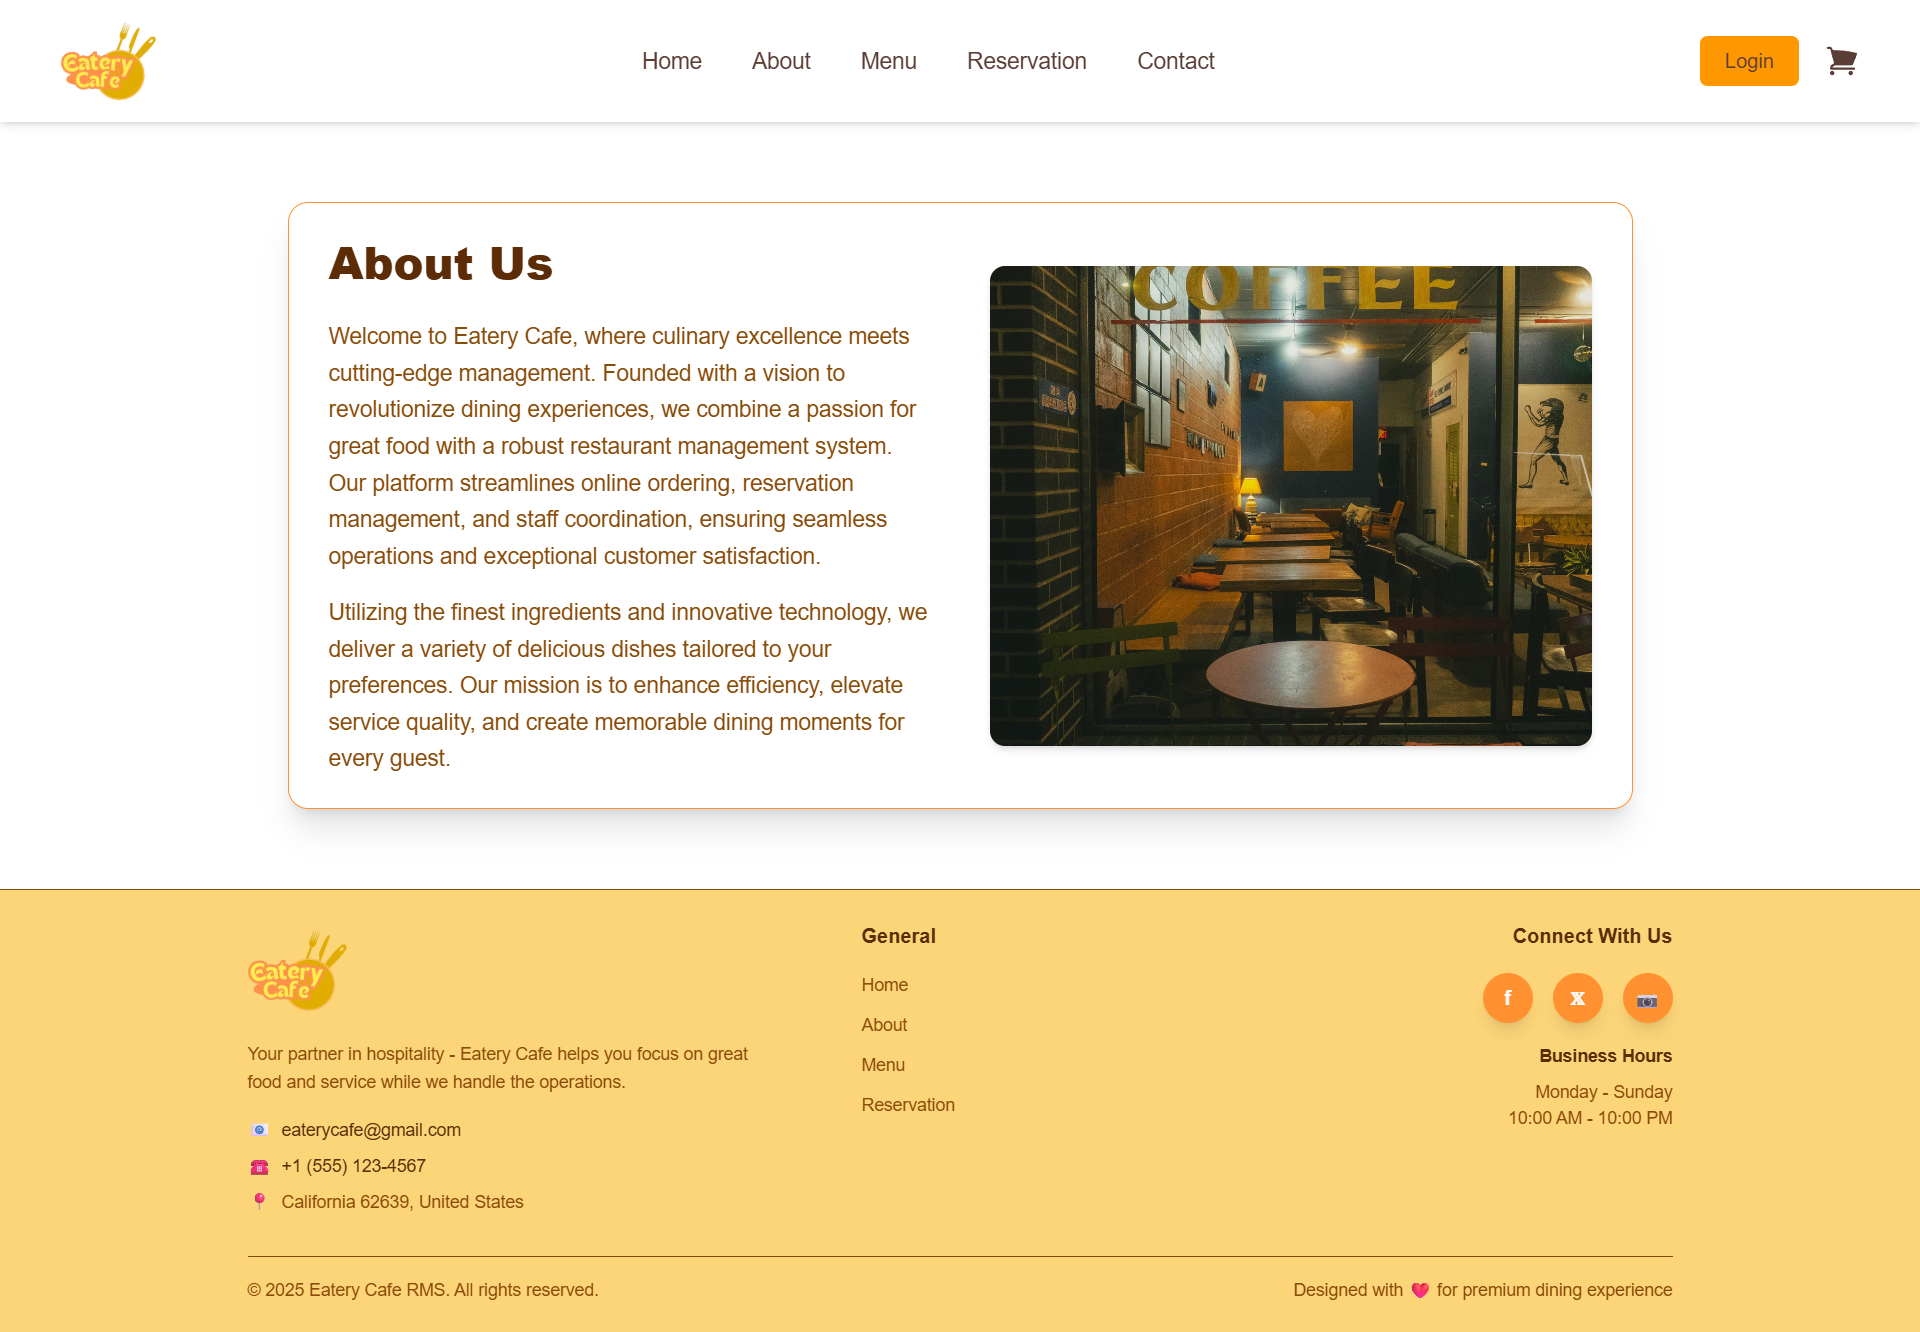 Eatery
Cafe
Home
About
Menu
Reservation
Contact
Login
About Us
Welcome to Eatery Cafe, where culinary excellence meets
cutting-edge management. Founded with a vision to
revolutionize dining experiences, we combine a passion for
great food with a robust restaurant management system.
Our platform streamlines online ordering, reservation
management, and staff coordination, ensuring seamless
operations and exceptional customer satisfaction.
Utilizing the finest ingredients and innovative technology, we
deliver a variety of delicious dishes tailored to your
preferences. Our mission is to enhance efficiency, elevate
service quality, and create memorable dining moments for
every guest.
COFFEE
Eatery
Cafe
Your partner in hospitality - Eatery Cafe helps you focus on great
food and service while we handle the operations.
eaterycafe@gmail.com
+1 (555) 123-4567
California 62639, United States
General
Home
About
Menu
Reservation
Connect With Us
f
𝕏
Business Hours
Monday - Sunday
10:00 AM - 10:00 PM
© 2025 Eatery Cafe RMS. All rights reserved.
Designed with ❤️ for premium dining experience